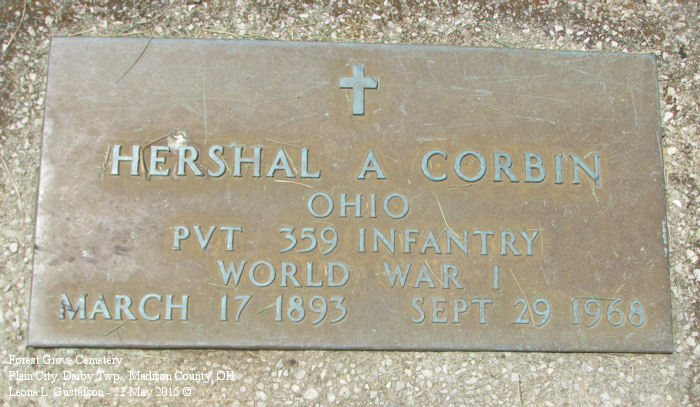 HERSHAL A CORBIN
OHIO
PVT 359 INFANTRY
WORLD WAR I
MARCH 17 1893 SEPT 29 1968
Forest Grove Cemetery
Plain City, Darby Twp., Madison County, OH
Leona L. Gustafson - 22 May 2015 ©